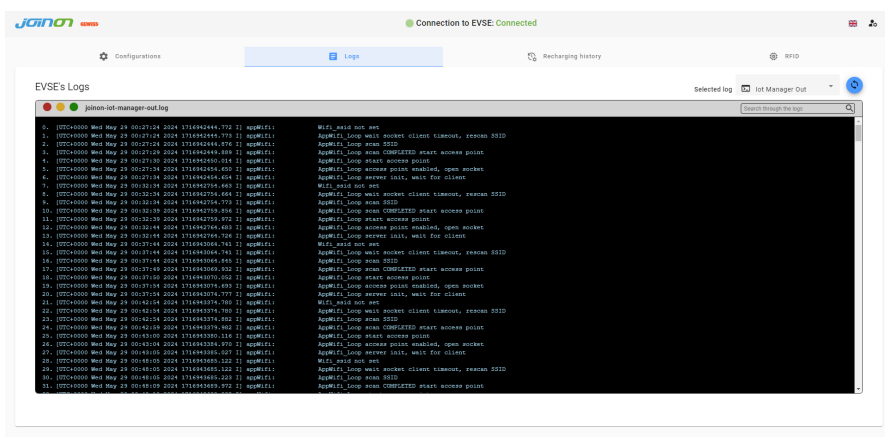 JOINON GEWISS
Connection to EVSE: Connected
Configurations
Logs
Recharging history
RFID
EVSE's Logs
Selected log
Iot Manager Out
joinon-iot-manager-out.log
Search through the logs
0. [UTC+0000 Wed May 29 00:27:24 2024 1716942444.772 I] appWifi: Wifi_ssid not set
1. [UTC+0000 Wed May 29 00:27:24 2024 1716942444.773 I] appWifi: AppWifi_Loop wait socket client timeout, rescan SSID
2. [UTC+0000 Wed May 29 00:27:24 2024 1716942444.876 I] appWifi: AppWifi_Loop scan SSID
3. [UTC+0000 Wed May 29 00:27:29 2024 1716942449.889 I] appWifi: AppWifi_Loop scan COMPLETED start access point
4. [UTC+0000 Wed May 29 00:27:30 2024 1716942450.014 I] appWifi: AppWifi_Loop start access point
5. [UTC+0000 Wed May 29 00:27:34 2024 1716942454.650 I] appWifi: AppWifi_Loop access point enabled, open socket
6. [UTC+0000 Wed May 29 00:27:34 2024 1716942454.654 I] appWifi: AppWifi_Loop server init, wait for client
7. [UTC+0000 Wed May 29 00:32:34 2024 1716942754.663 I] appWifi: Wifi_ssid not set
8. [UTC+0000 Wed May 29 00:32:34 2024 1716942754.664 I] appWifi: AppWifi_Loop wait socket client timeout, rescan SSID
9. [UTC+0000 Wed May 29 00:32:34 2024 1716942754.773 I] appWifi: AppWifi_Loop scan SSID
10. [UTC+0000 Wed May 29 00:32:39 2024 1716942759.856 I] appWifi: AppWifi_Loop scan COMPLETED start access point
11. [UTC+0000 Wed May 29 00:32:39 2024 1716942759.972 I] appWifi: AppWifi_Loop start access point
12. [UTC+0000 Wed May 29 00:32:44 2024 1716942764.683 I] appWifi: AppWifi_Loop access point enabled, open socket
13. [UTC+0000 Wed May 29 00:32:44 2024 1716942764.726 I] appWifi: AppWifi_Loop server init, wait for client
14. [UTC+0000 Wed May 29 00:37:44 2024 1716943064.741 I] appWifi: Wifi_ssid not set
15. [UTC+0000 Wed May 29 00:37:44 2024 1716943064.741 I] appWifi: AppWifi_Loop wait socket client timeout, rescan SSID
16. [UTC+0000 Wed May 29 00:37:44 2024 1716943064.845 I] appWifi: AppWifi_Loop scan SSID
17. [UTC+0000 Wed May 29 00:37:49 2024 1716943069.932 I] appWifi: AppWifi_Loop scan COMPLETED start access point
18. [UTC+0000 Wed May 29 00:37:50 2024 1716943070.052 I] appWifi: AppWifi_Loop start access point
19. [UTC+0000 Wed May 29 00:37:54 2024 1716943074.693 I] appWifi: AppWifi_Loop access point enabled, open socket
20. [UTC+0000 Wed May 29 00:37:54 2024 1716943074.777 I] appWifi: AppWifi_Loop server init, wait for client
21. [UTC+0000 Wed May 29 00:42:54 2024 1716943374.780 I] appWifi: Wifi_ssid not set
22. [UTC+0000 Wed May 29 00:42:54 2024 1716943374.780 I] appWifi: AppWifi_Loop wait socket client timeout, rescan SSID
23. [UTC+0000 Wed May 29 00:42:54 2024 1716943374.882 I] appWifi: AppWifi_Loop scan SSID
24. [UTC+0000 Wed May 29 00:42:59 2024 1716943379.982 I] appWifi: AppWifi_Loop scan COMPLETED start access point
25. [UTC+0000 Wed May 29 00:43:00 2024 1716943380.116 I] appWifi: AppWifi_Loop start access point
26. [UTC+0000 Wed May 29 00:43:04 2024 1716943384.970 I] appWifi: AppWifi_Loop access point enabled, open socket
27. [UTC+0000 Wed May 29 00:43:05 2024 1716943385.027 I] appWifi: AppWifi_Loop server init, wait for client
28. [UTC+0000 Wed May 29 00:48:05 2024 1716943685.122 I] appWifi: Wifi_ssid not set
29. [UTC+0000 Wed May 29 00:48:05 2024 1716943685.122 I] appWifi: AppWifi_Loop wait socket client timeout, rescan SSID
30. [UTC+0000 Wed May 29 00:48:05 2024 1716943685.223 I] appWifi: AppWifi_Loop scan SSID
31. [UTC+0000 Wed May 29 00:48:09 2024 1716943689.972 I] appWifi: AppWifi_Loop scan COMPLETED start access point